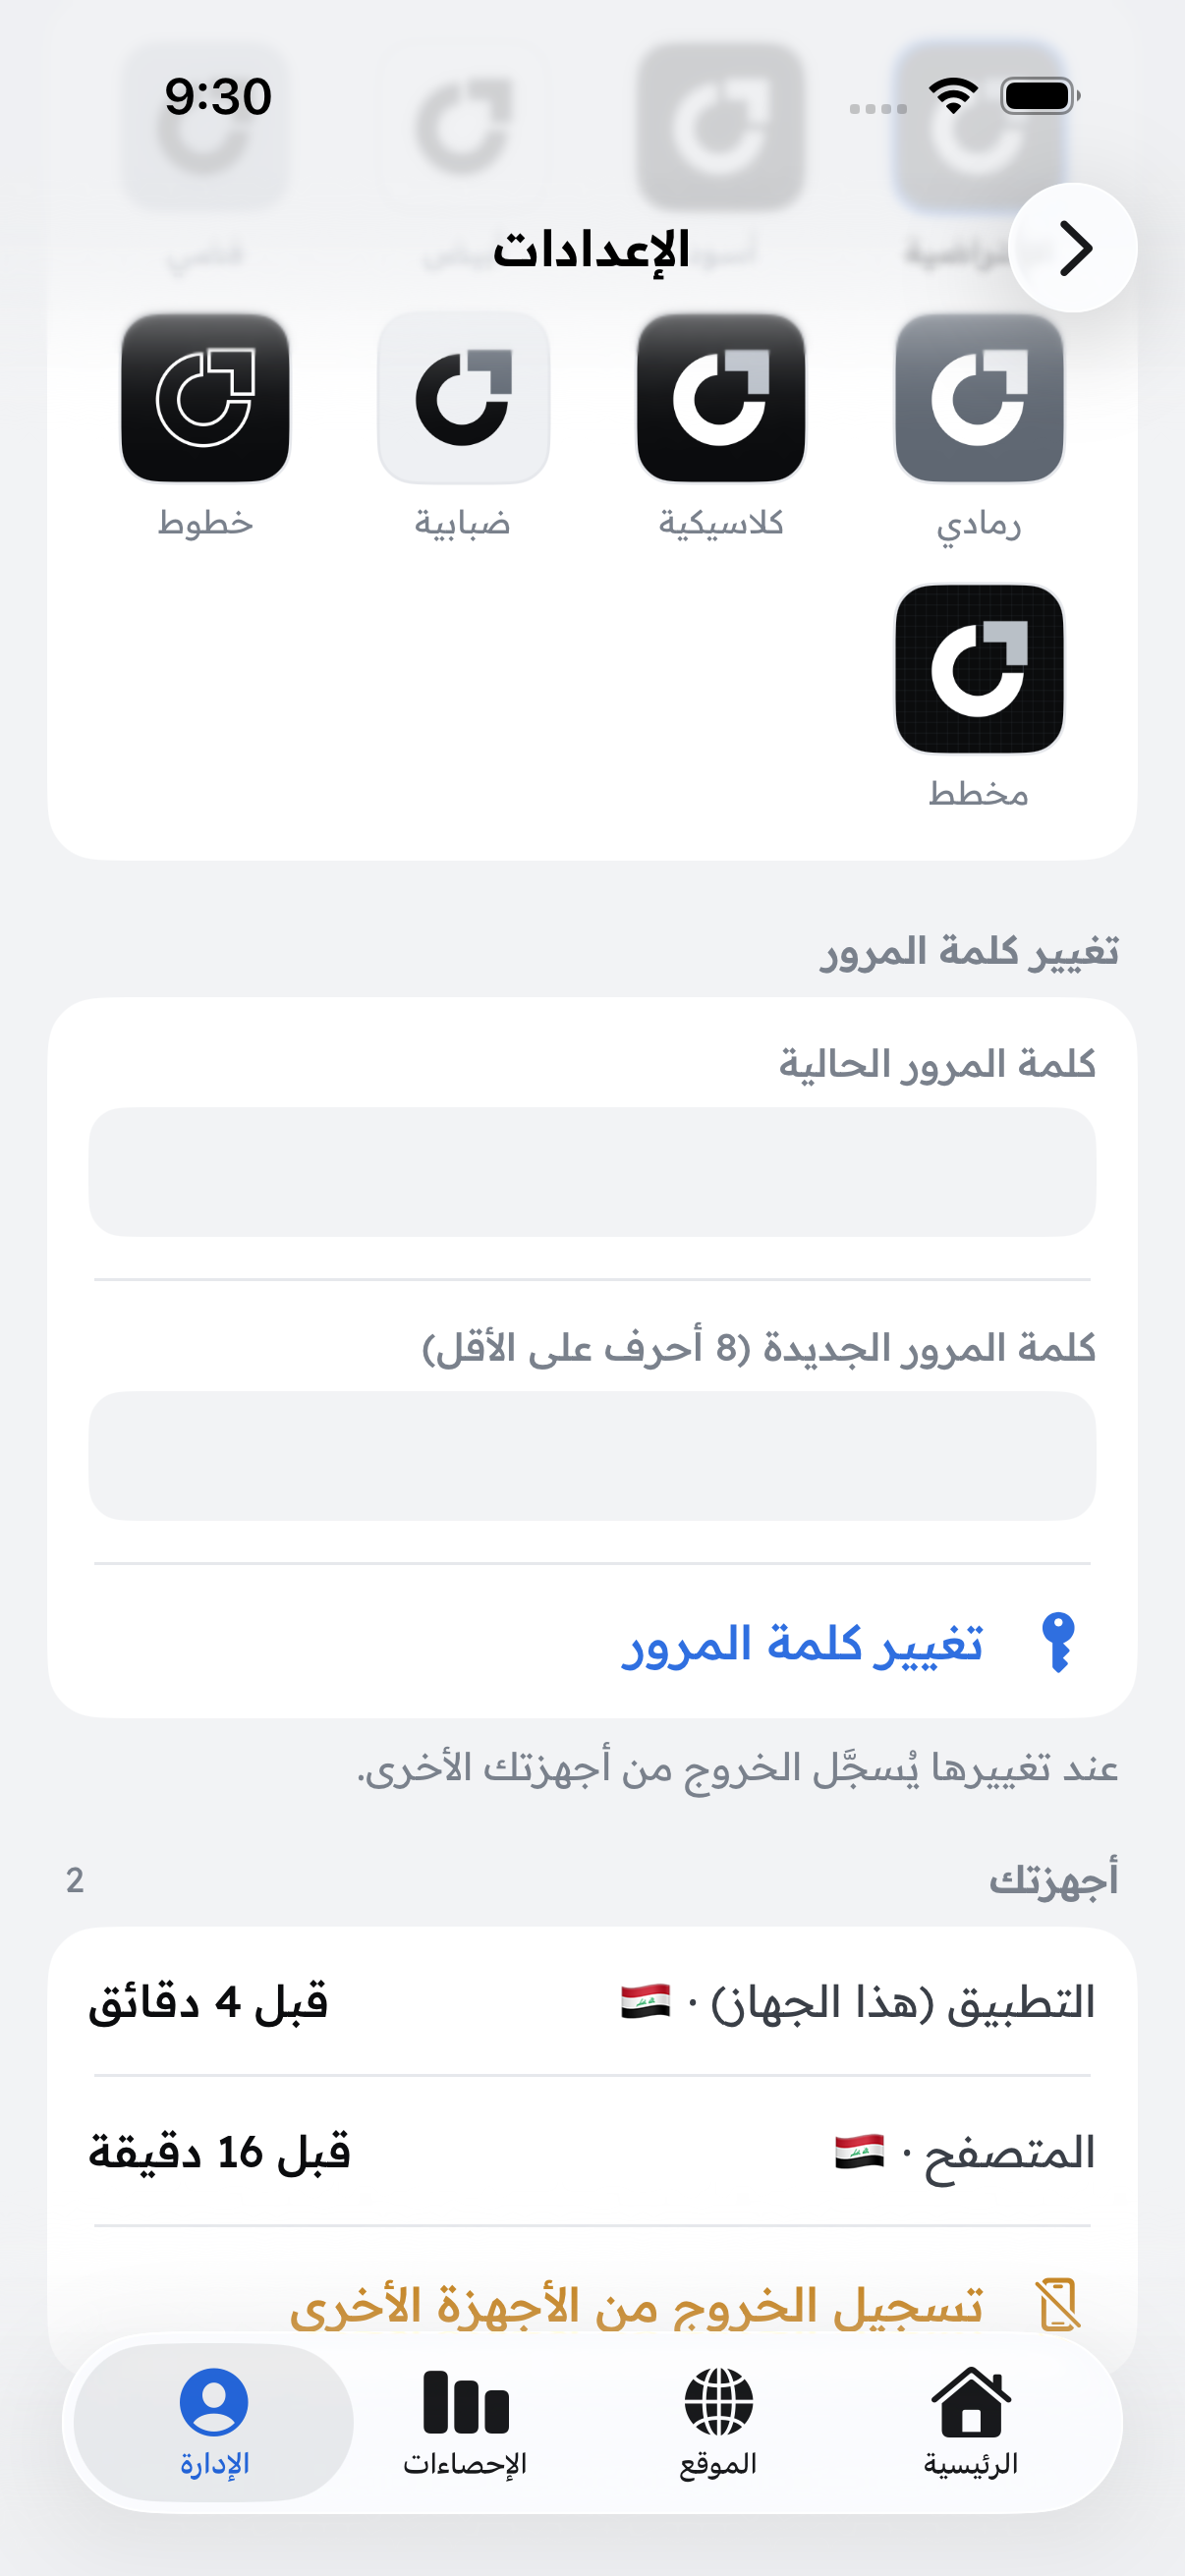 9:30
الإعدادات
رمادي
كلاسيكية
ضبابية
خطوط
مخطط
تغيير كلمة المرور
كلمة المرور الحالية
كلمة المرور الجديدة (8 أحرف على الأقل)
تغيير كلمة المرور
عند تغييرها يُسجَّل الخروج من أجهزتك الأخرى.
أجهزتك 2
التطبيق (هذا الجهاز) · 🇮🇶 قبل 4 دقائق
المتصفح · 🇮🇶 قبل 16 دقيقة
تسجيل الخروج من الأجهزة الأخرى
الرئيسية
الموقع
الإحصاءات
الإدارة